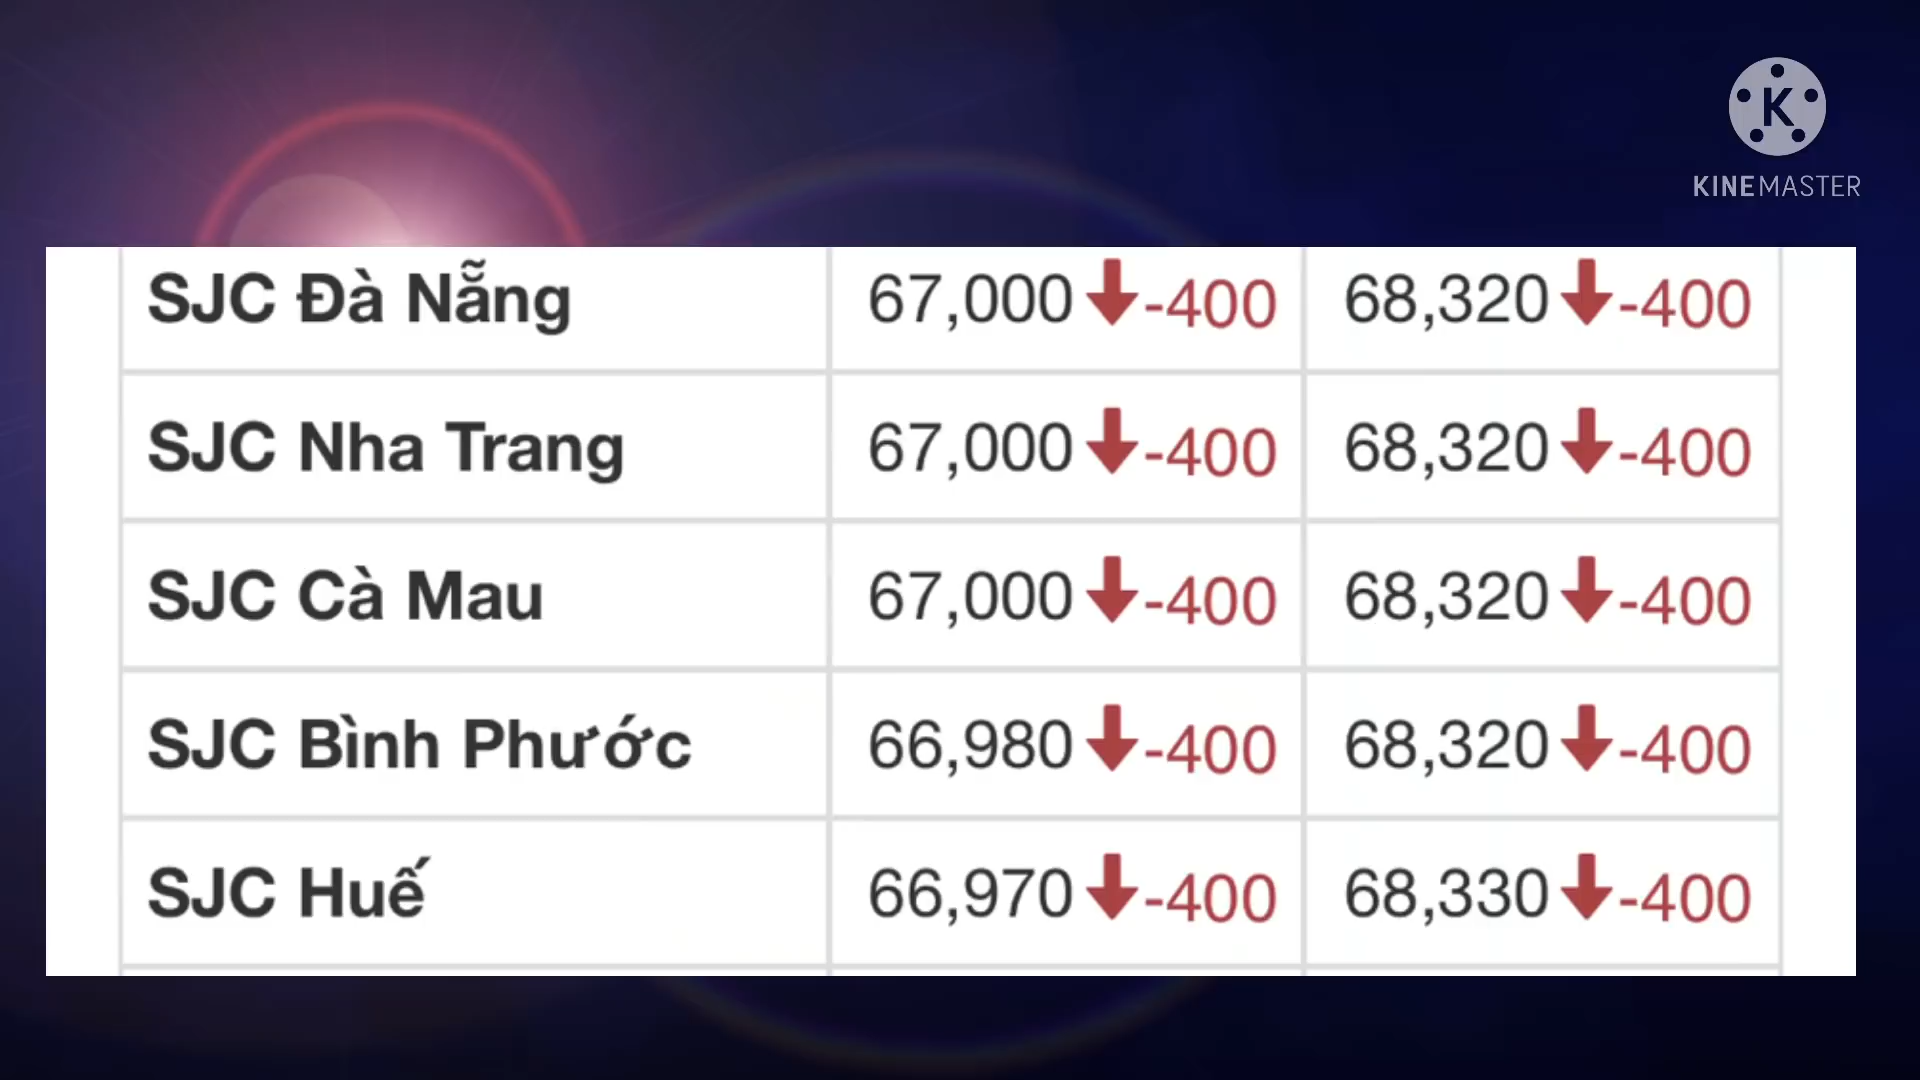 K
KINEMASTER
SJC Đà Nẵng 67,000 -400 68,320 -400
SJC Nha Trang 67,000 -400 68,320 -400
SJC Cà Mau 67,000 -400 68,320 -400
SJC Bình Phước 66,980 -400 68,320 -400
SJC Huế 66,970 -400 68,330 -400